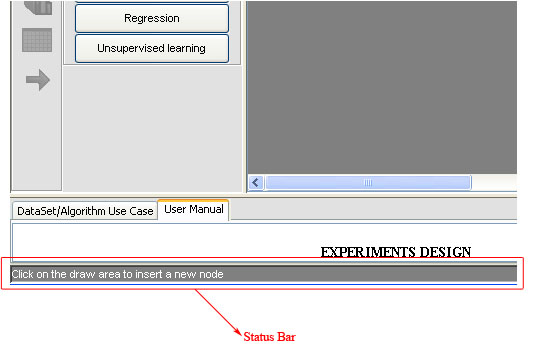 Regression
Unsupervised learning
DataSet/Algorithm Use Case
User Manual
EXPERIMENTS DESIGN
Click on the draw area to insert a new node
Status Bar